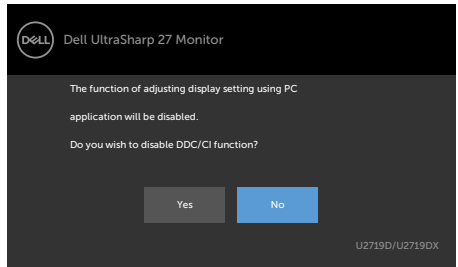 DELL
Dell UltraSharp 27 Monitor
The function of adjusting display setting using PC
application will be disabled.
Do you wish to disable DDC/CI function?
Yes
No
U2719D/U2719DX